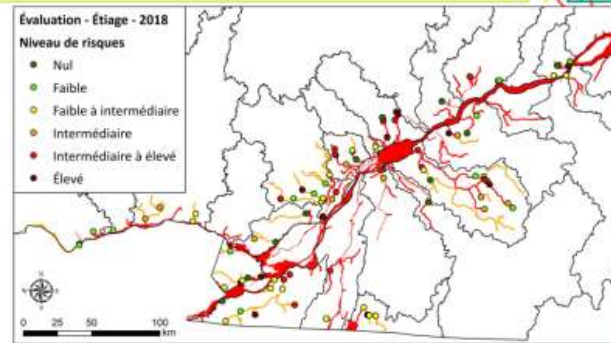 Évaluation - Étiage - 2018
Niveau de risques
Nul
Faible
Faible à intermédiaire
Intermédiaire
Intermédiaire à élevé
Élevé
N
0 25 50 100
km